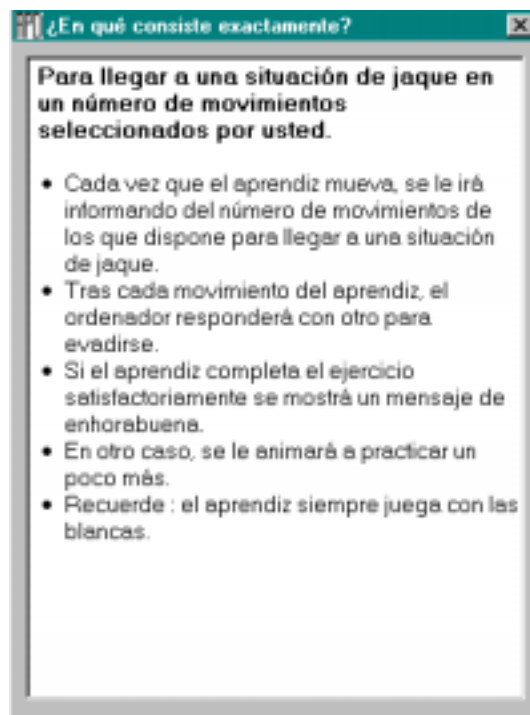 ¿En qué consiste exactamente?
Para llegar a una situación de jaque en
un número de movimientos
seleccionados por usted.
• Cada vez que el aprendiz mueva, se le irá
informando del número de movimientos de
los que dispone para llegar a una situación
de jaque.
• Tras cada movimiento del aprendiz, el
ordenador responderá con otro para
evadirse.
• Si el aprendiz completa el ejercicio
satisfactoriamente se mostrá un mensaje de
enhorabuena.
• En otro caso, se le animará a practicar un
poco más.
• Recuerde : el aprendiz siempre juega con las
blancas.